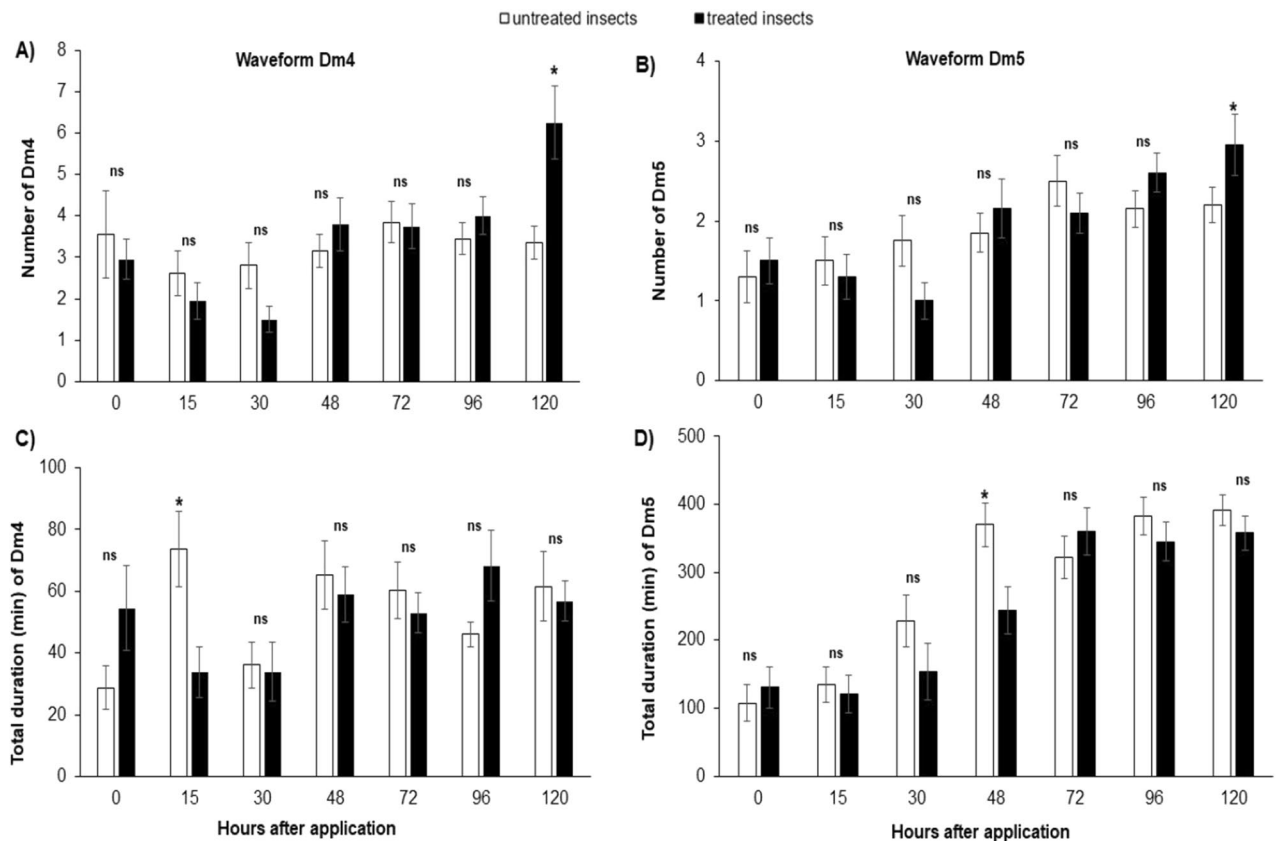 untreated insects treated insects
A) Waveform Dm4
Number of Dm4
8
7
6
5
4
3
2
1
0
ns ns ns ns ns ns *
0 15 30 48 72 96 120
B) Waveform Dm5
Number of Dm5
4
3
2
1
0
ns ns ns ns ns ns *
0 15 30 48 72 96 120
C)
Total duration (min) of Dm4
100
80
60
40
20
0
ns * ns ns ns ns ns
0 15 30 48 72 96 120
Hours after application
D)
Total duration (min) of Dm5
500
400
300
200
100
0
ns ns ns * ns ns ns
0 15 30 48 72 96 120
Hours after application